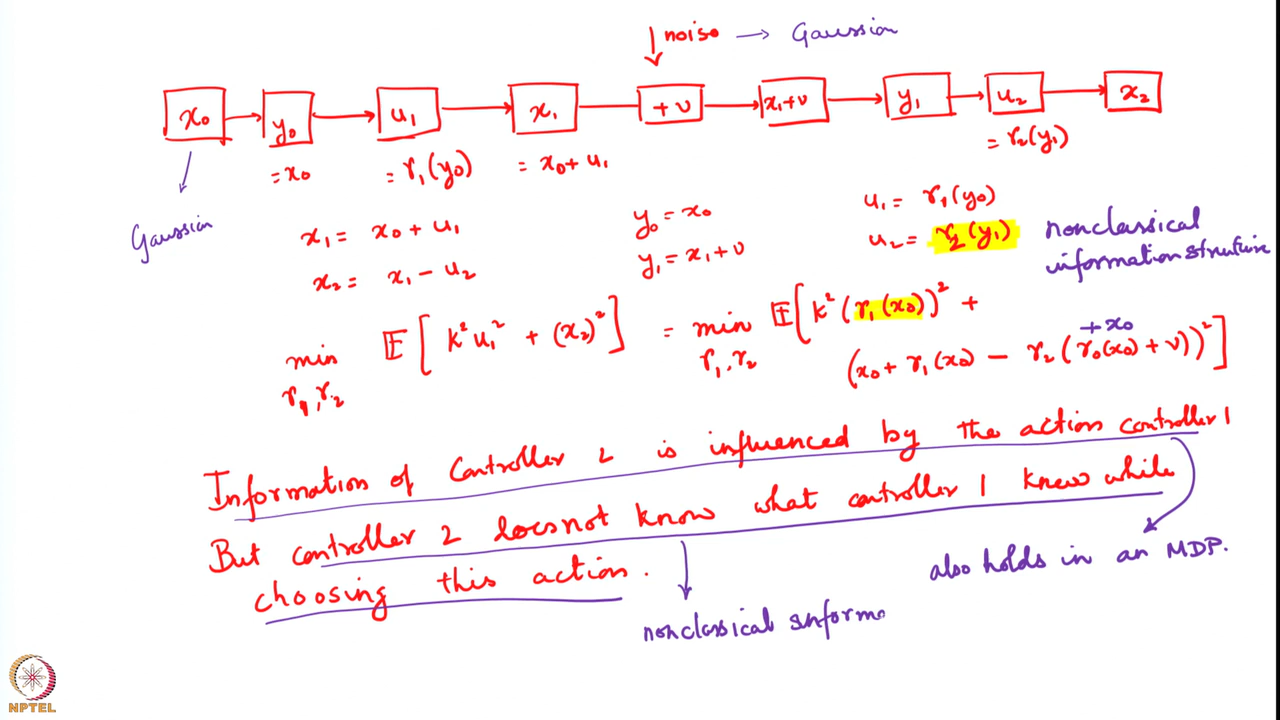 noise → Gaussian
x₀ → y₀ → u₁ → x₁ → +ν → x₁+ν → y₁ → u₂ → x₂
= x₀
= γ₁(y₀)
= x₀ + u₁
= γ₂(y₁)
Gaussian
x₁ = x₀ + u₁
y₀ = x₀
u₁ = γ₁(y₀)
x₂ = x₁ - u₂
y₁ = x₁ + ν
u₂ = γ₂(y₁)
nonclassical
information structure
min γ₁, γ₂ 𝔼[k² u₁² + (x₂)²] = min γ₁, γ₂ 𝔼[k² (γ₁(x₀))² +
+ x₀
(x₀ + γ₁(x₀) - γ₂(γ₀(x₀) + ν))²]
Information of Controller 2 is influenced by the action controller 1
But controller 2 does not know what controller 1 knew while
choosing this action.
also holds in an MDP.
nonclassical informa
NPTEL